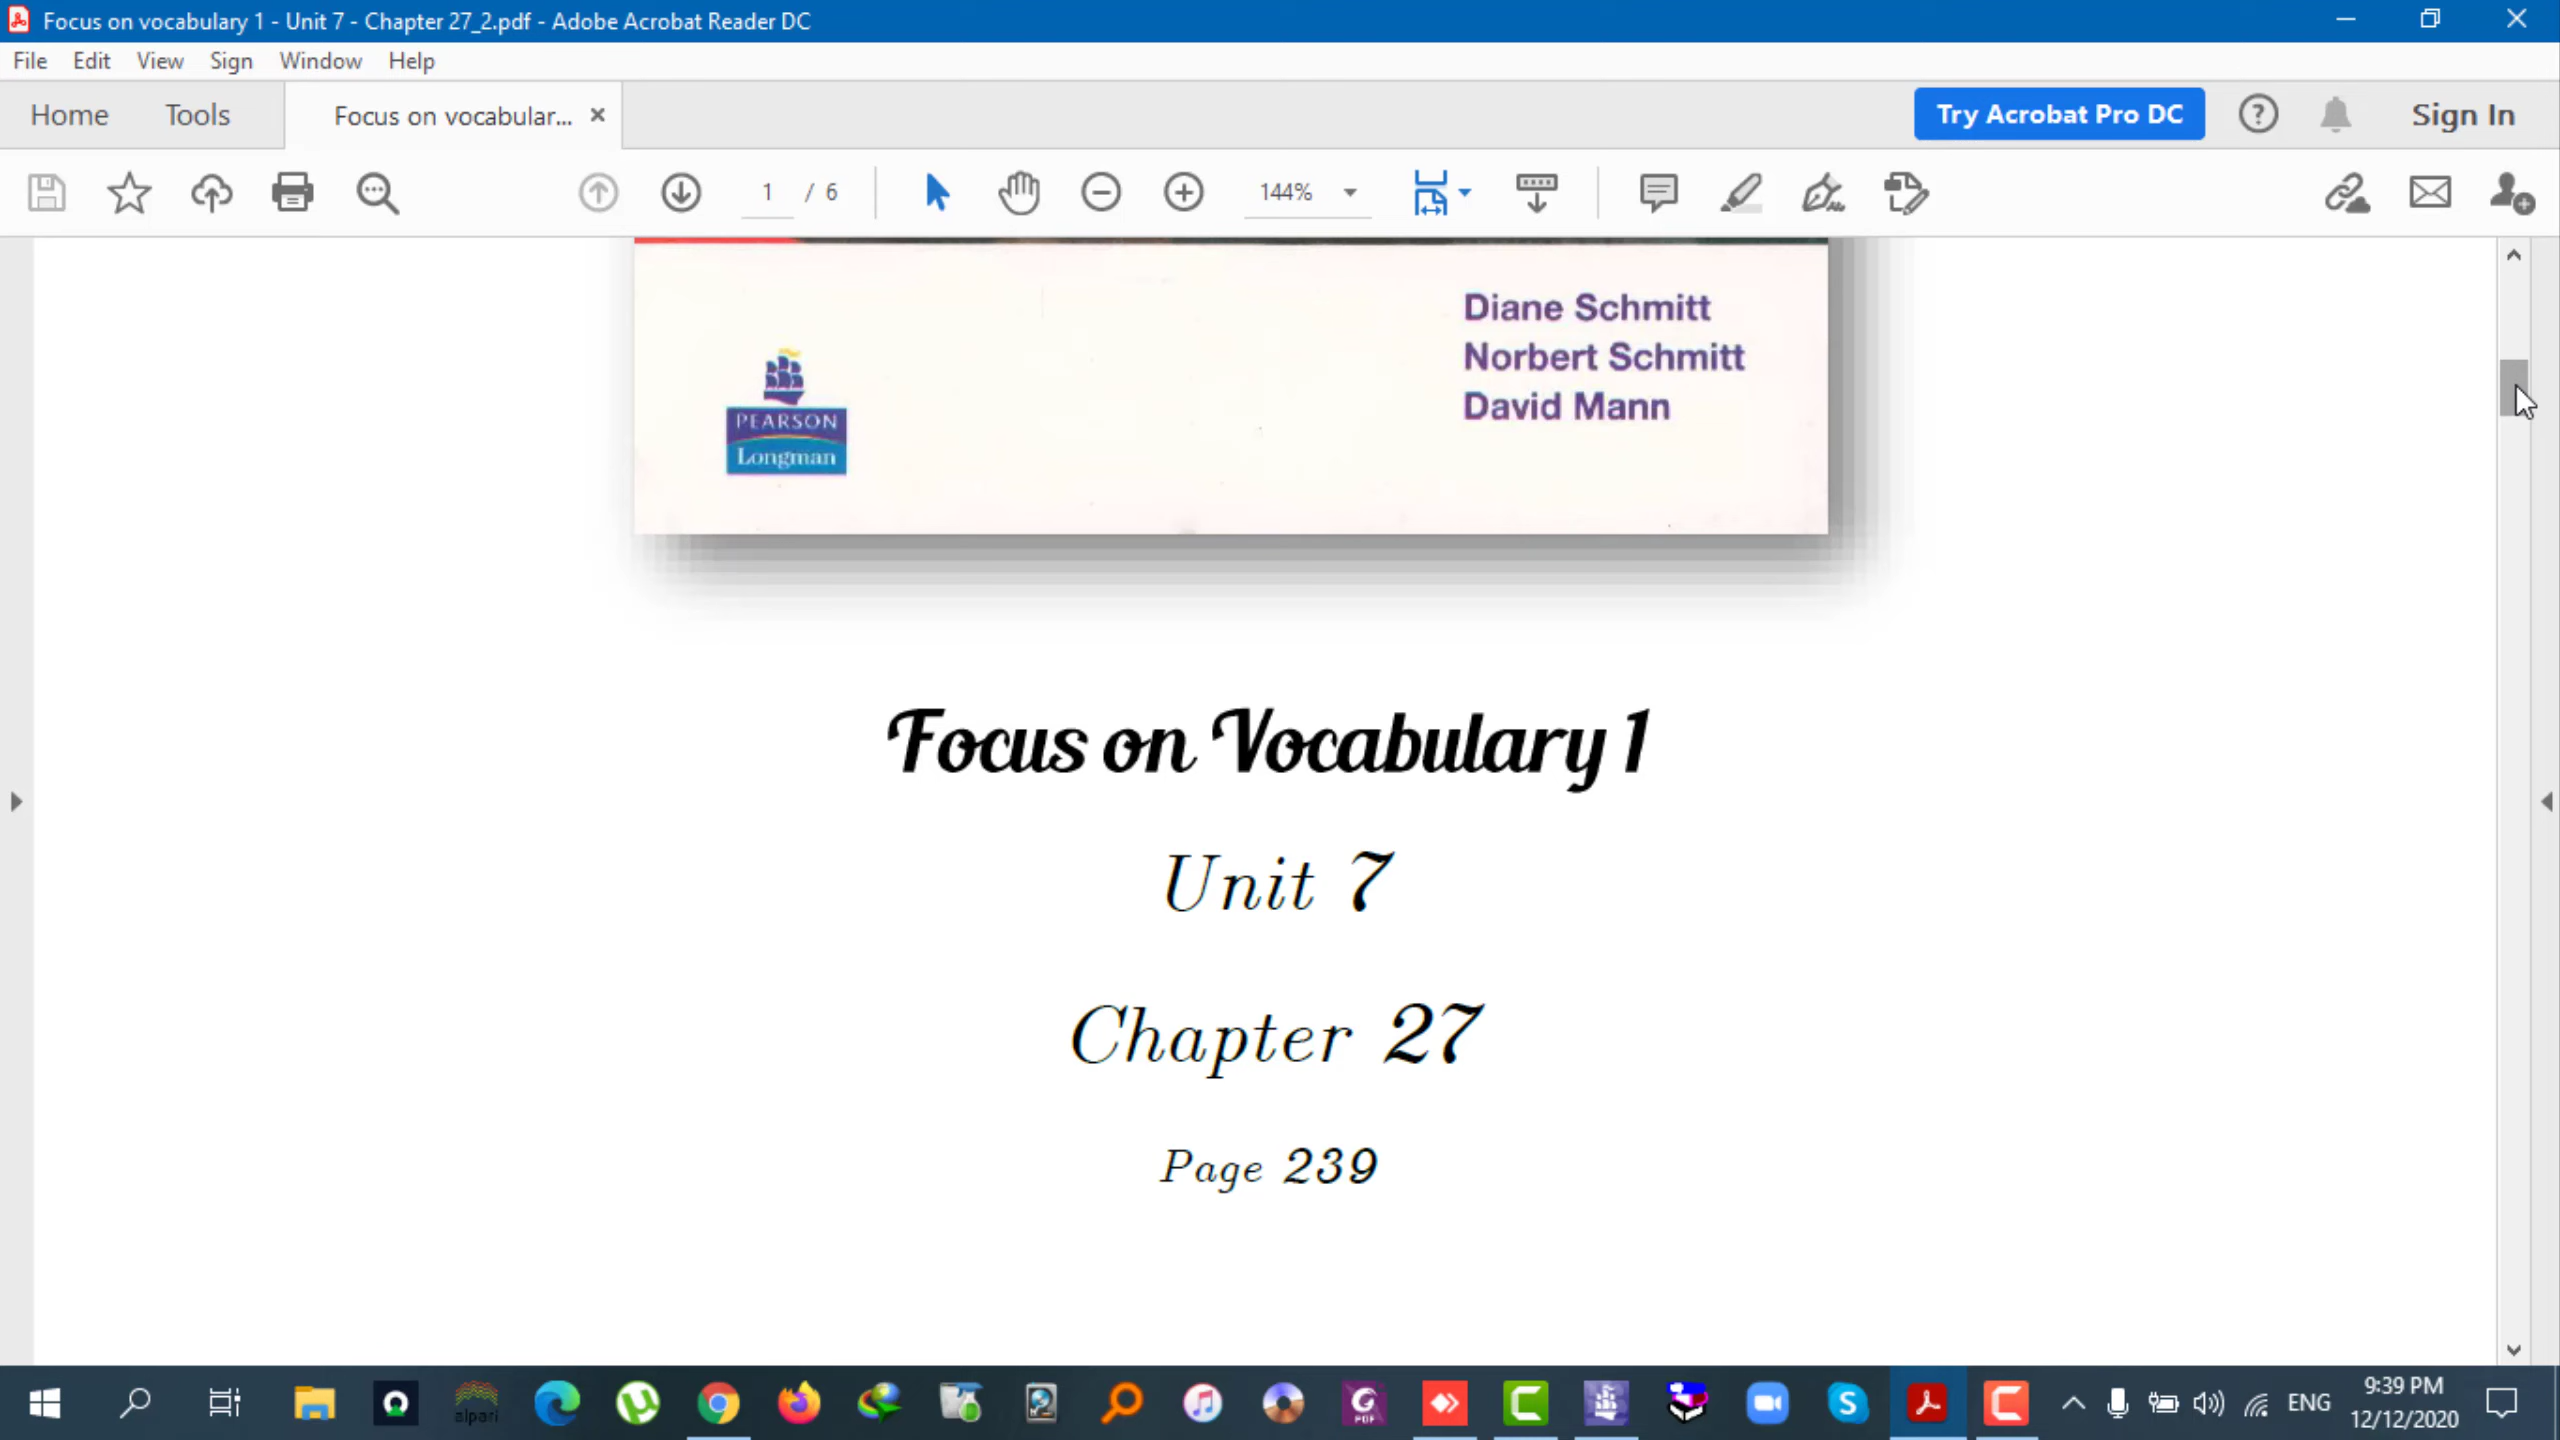 Focus on vocabulary 1 - Unit 7 - Chapter 27_2.pdf - Adobe Acrobat Reader DC
File Edit View Sign Window Help
Home Tools Focus on vocabular... Try Acrobat Pro DC Sign In
1 / 6 144%
Diane Schmitt
Norbert Schmitt
David Mann
PEARSON
Longman
Focus on Vocabulary 1
Unit 7
Chapter 27
Page 239
alpari
ENG
9:39 PM
12/12/2020